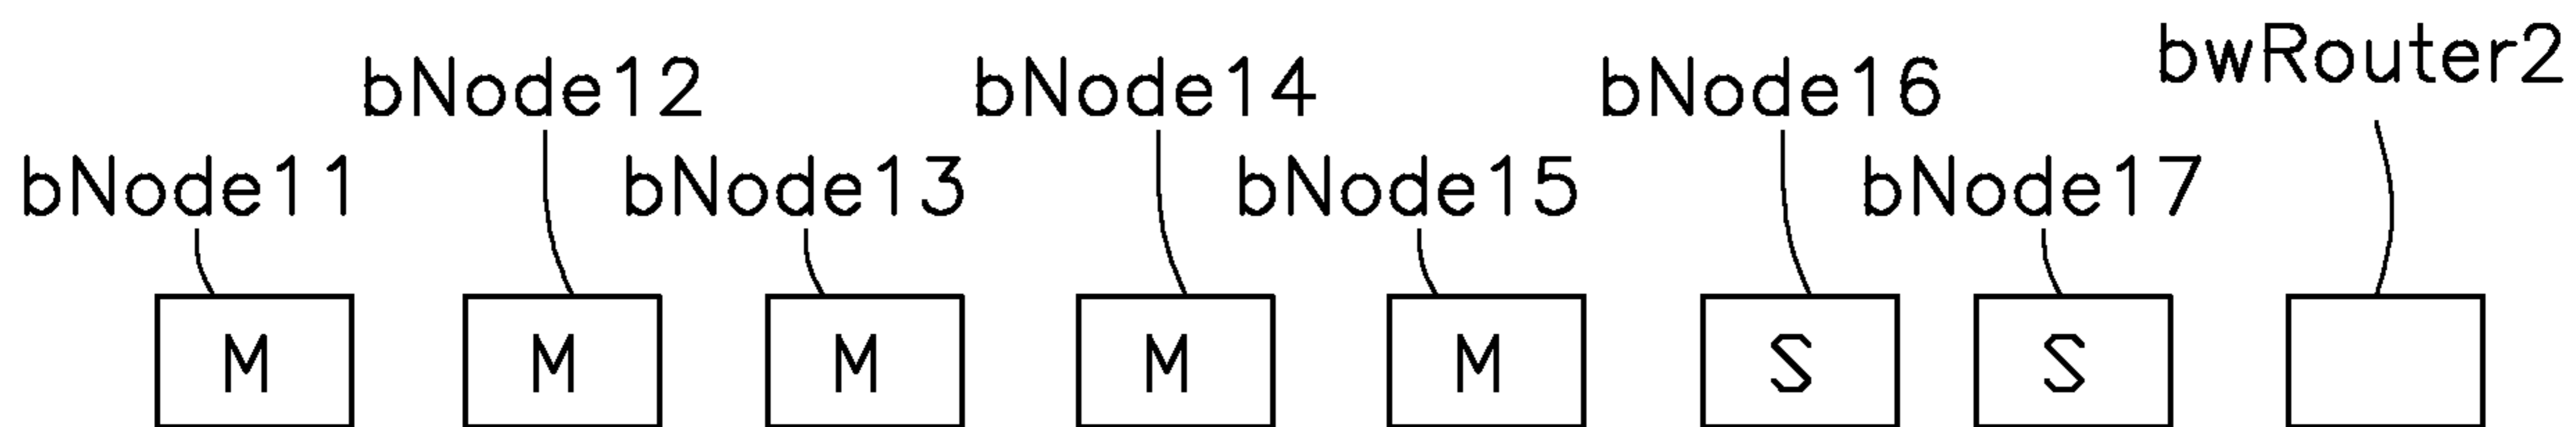 bwRouter2
bNode12 bNode14 bNode16
bNode11 bNode13 bNode15 bNode17
M M M M M S S